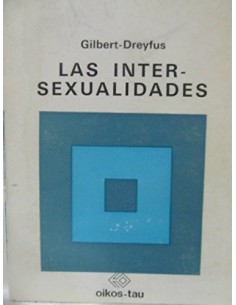 Gilbert-Dreyfus
LAS INTER-
SEXUALIDADES
oikos-tau